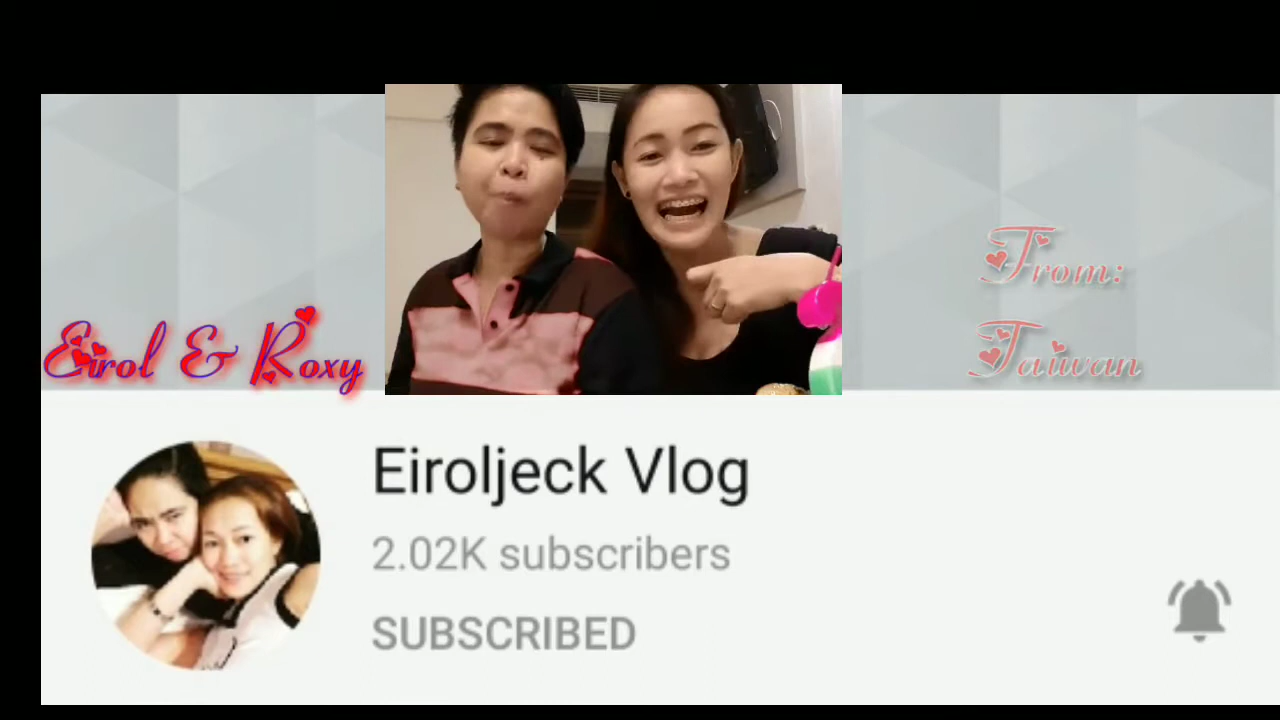 Eirol & Roxy
From:
Taiwan
Eiroljeck Vlog
2.02K subscribers
SUBSCRIBED